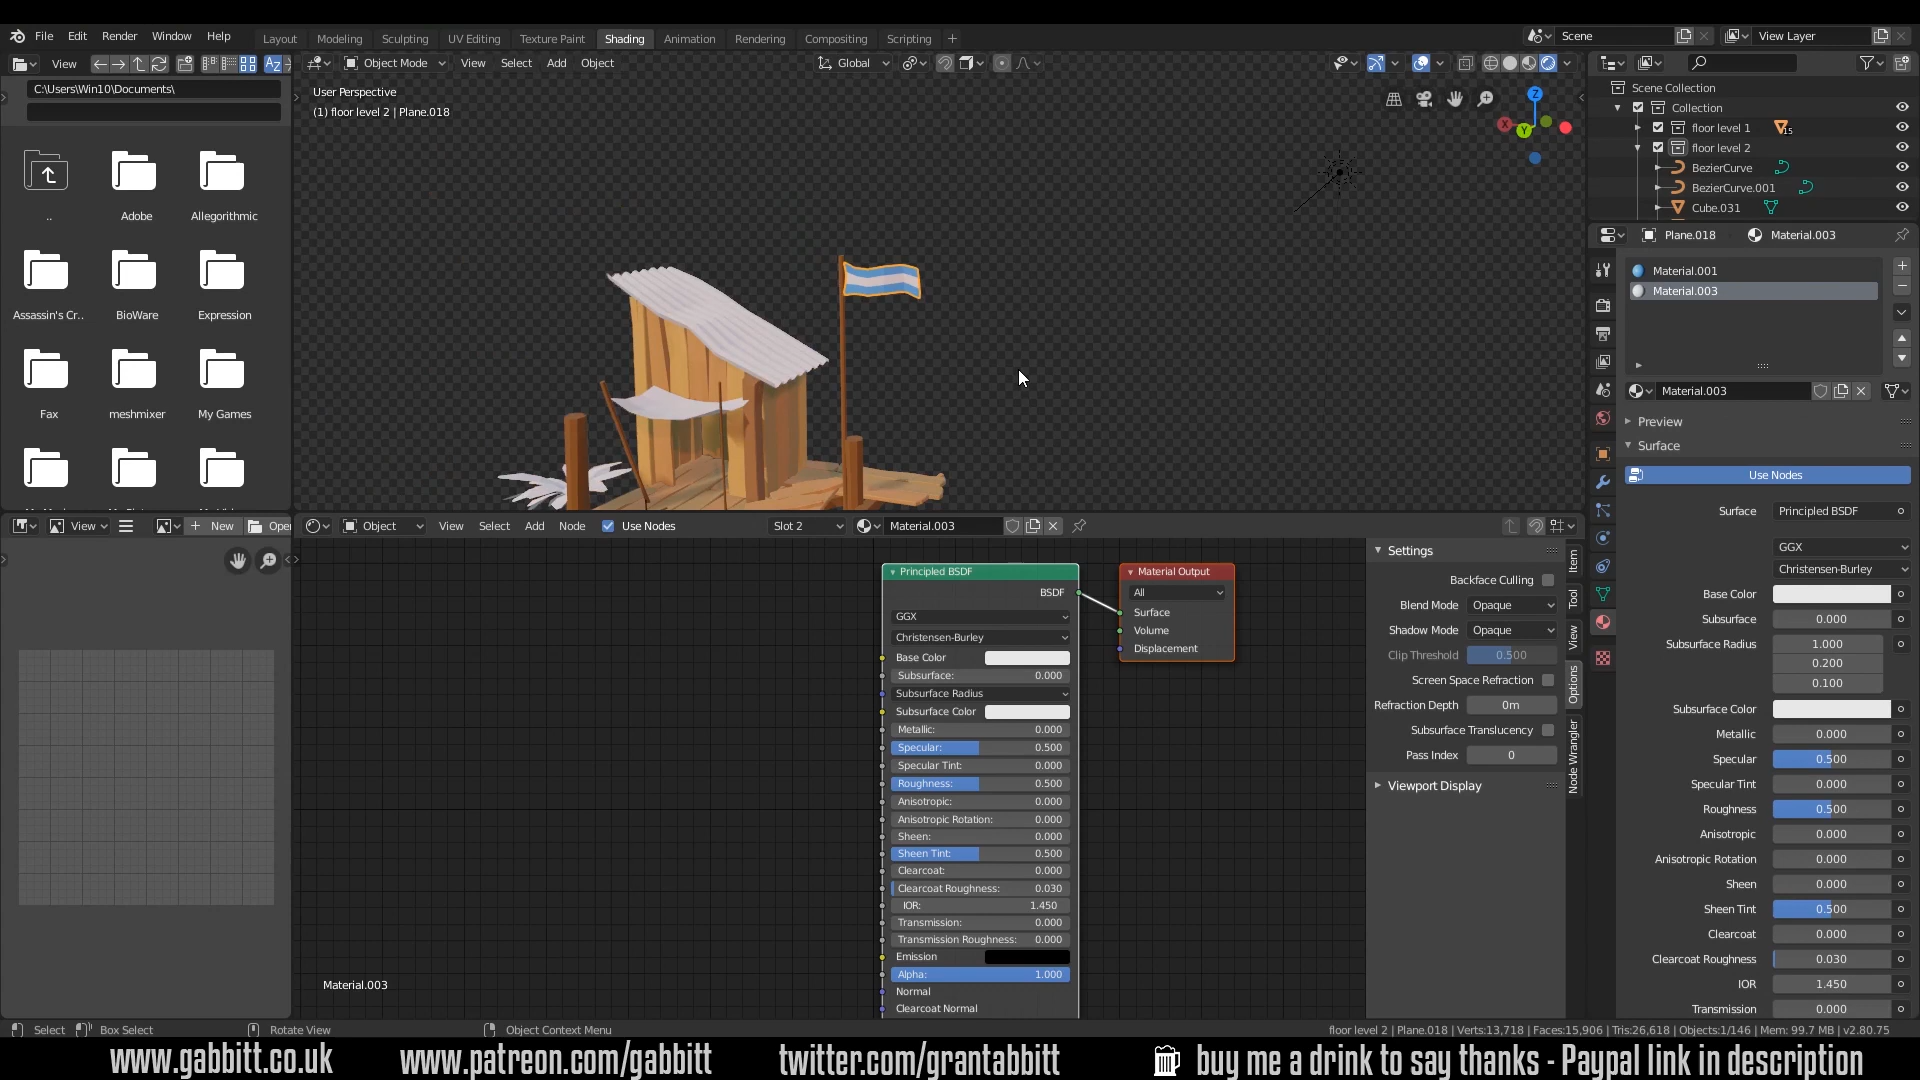 File Edit Render Window Help
Layout Modeling Sculpting UV Editing Texture Paint Shading Animation Rendering Compositing Scripting +
Scene
View Layer
View
Object Mode View Select Add Object
Global
C:\Users\Win10\Documents\
User Perspective
(1) floor level 2 | Plane.018
..
Adobe
Allegorithmic
Assassin's Cr..
BioWare
Expression
Fax
meshmixer
My Games
Z
X
Y
Scene Collection
Collection
floor level 1
15
floor level 2
BezierCurve
BezierCurve.001
Cube.031
Plane.018
Material.003
Material.001
Material.003
Material.003
Preview
Surface
Use Nodes
Surface Principled BSDF
GGX
Christensen-Burley
Base Color
Subsurface 0.000
Subsurface Radius 1.000
0.200
0.100
Subsurface Color
Metallic 0.000
Specular 0.500
Specular Tint 0.000
Roughness 0.500
Anisotropic 0.000
Anisotropic Rotation 0.000
Sheen 0.000
Sheen Tint 0.500
Clearcoat 0.000
Clearcoat Roughness 0.030
IOR 1.450
Transmission 0.000
View
New
Open
Object View Select Add Node Use Nodes Slot 2 Material.003
Principled BSDF
BSDF
GGX
Christensen-Burley
Base Color
Subsurface: 0.000
Subsurface Radius
Subsurface Color
Metallic: 0.000
Specular: 0.500
Specular Tint: 0.000
Roughness: 0.500
Anisotropic: 0.000
Anisotropic Rotation: 0.000
Sheen: 0.000
Sheen Tint: 0.500
Clearcoat: 0.000
Clearcoat Roughness: 0.030
IOR: 1.450
Transmission: 0.000
Transmission Roughness: 0.000
Emission
Alpha: 1.000
Normal
Clearcoat Normal
Material Output
All
Surface
Volume
Displacement
Settings
Backface Culling
Blend Mode Opaque
Shadow Mode Opaque
Clip Threshold 0.500
Screen Space Refraction
Refraction Depth 0m
Subsurface Translucency
Pass Index 0
Viewport Display
Item
Tool
View
Options
Node Wrangler
Material.003
Select Box Select Rotate View Object Context Menu
floor level 2 | Plane.018 | Verts:13,718 | Faces:15,906 | Tris:26,618 | Objects:1/146 | Mem: 99.7 MB | v2.80.75
www.gabbitt.co.uk www.patreon.com/gabbitt twitter.com/grantabbitt buy me a drink to say thanks - Paypal link in description